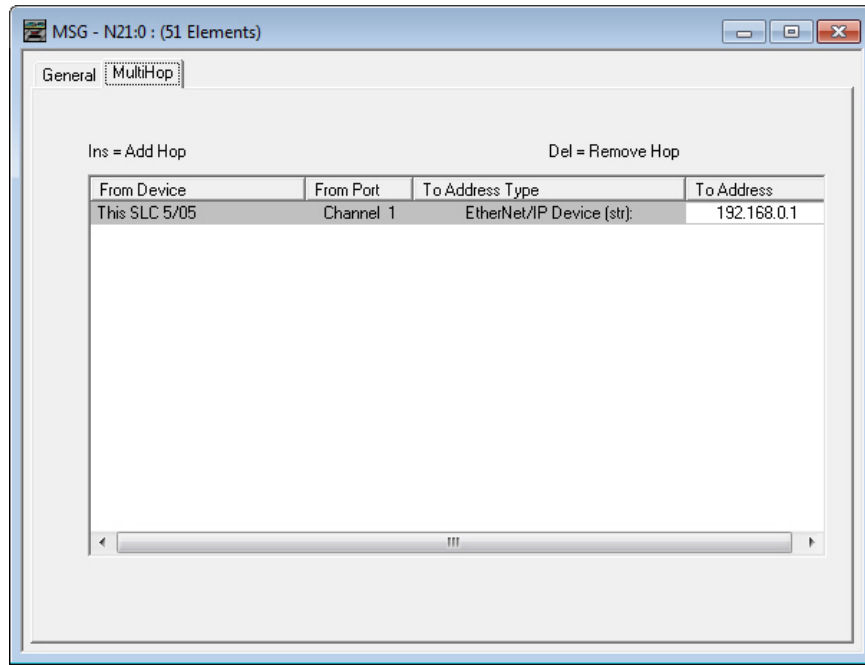 MSG - N21:0 : (51 Elements)
General MultiHop
Ins = Add Hop Del = Remove Hop
From Device From Port To Address Type To Address
This SLC 5/05 Channel 1 EtherNet/IP Device (str): 192.168.0.1